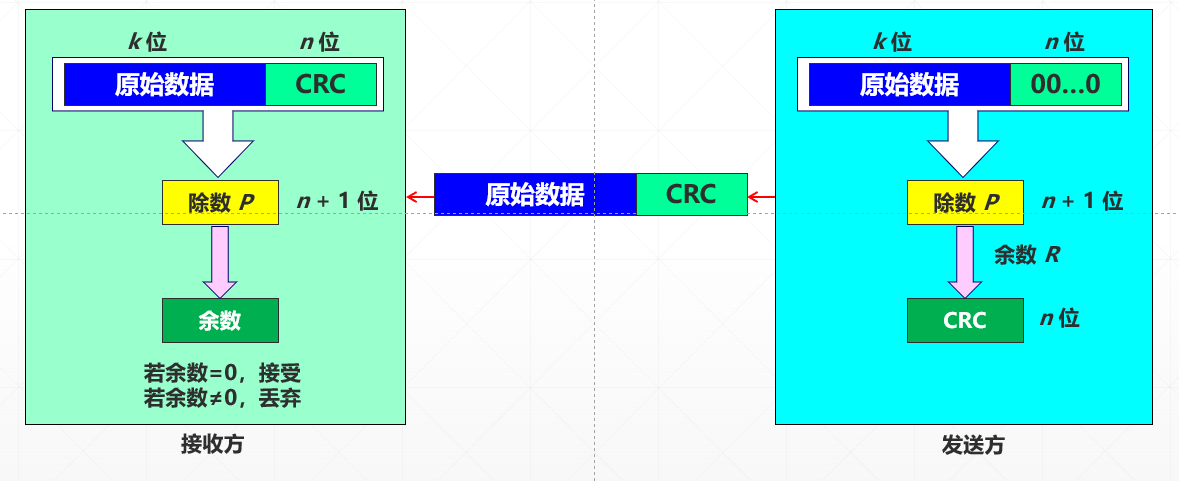 k 位 n 位
原始数据 CRC
除数 P n + 1 位
余数
若余数=0，接受
若余数≠0，丢弃
接收方
原始数据 CRC
k 位 n 位
原始数据 00…0
除数 P n + 1 位
余数 R
CRC n 位
发送方